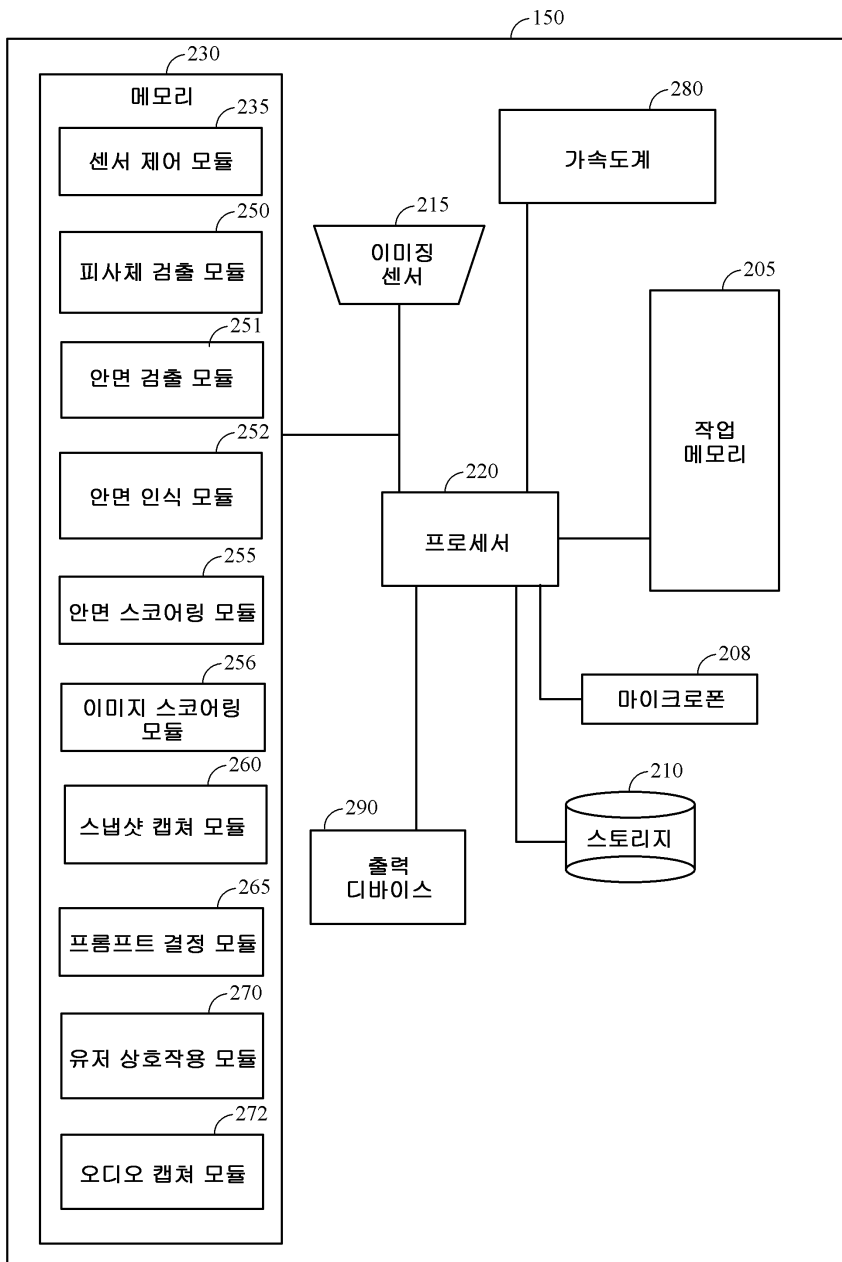 150
230
메모리
235
센서 제어 모듈
250
피사체 검출 모듈
251
안면 검출 모듈
252
안면 인식 모듈
255
안면 스코어링 모듈
256
이미지 스코어링
모듈
260
스냅샷 캡쳐 모듈
265
프롬프트 결정 모듈
270
유저 상호작용 모듈
272
오디오 캡쳐 모듈
215
이미징
센서
280
가속도계
205
작업
메모리
220
프로세서
208
마이크로폰
210
스토리지
290
출력
디바이스